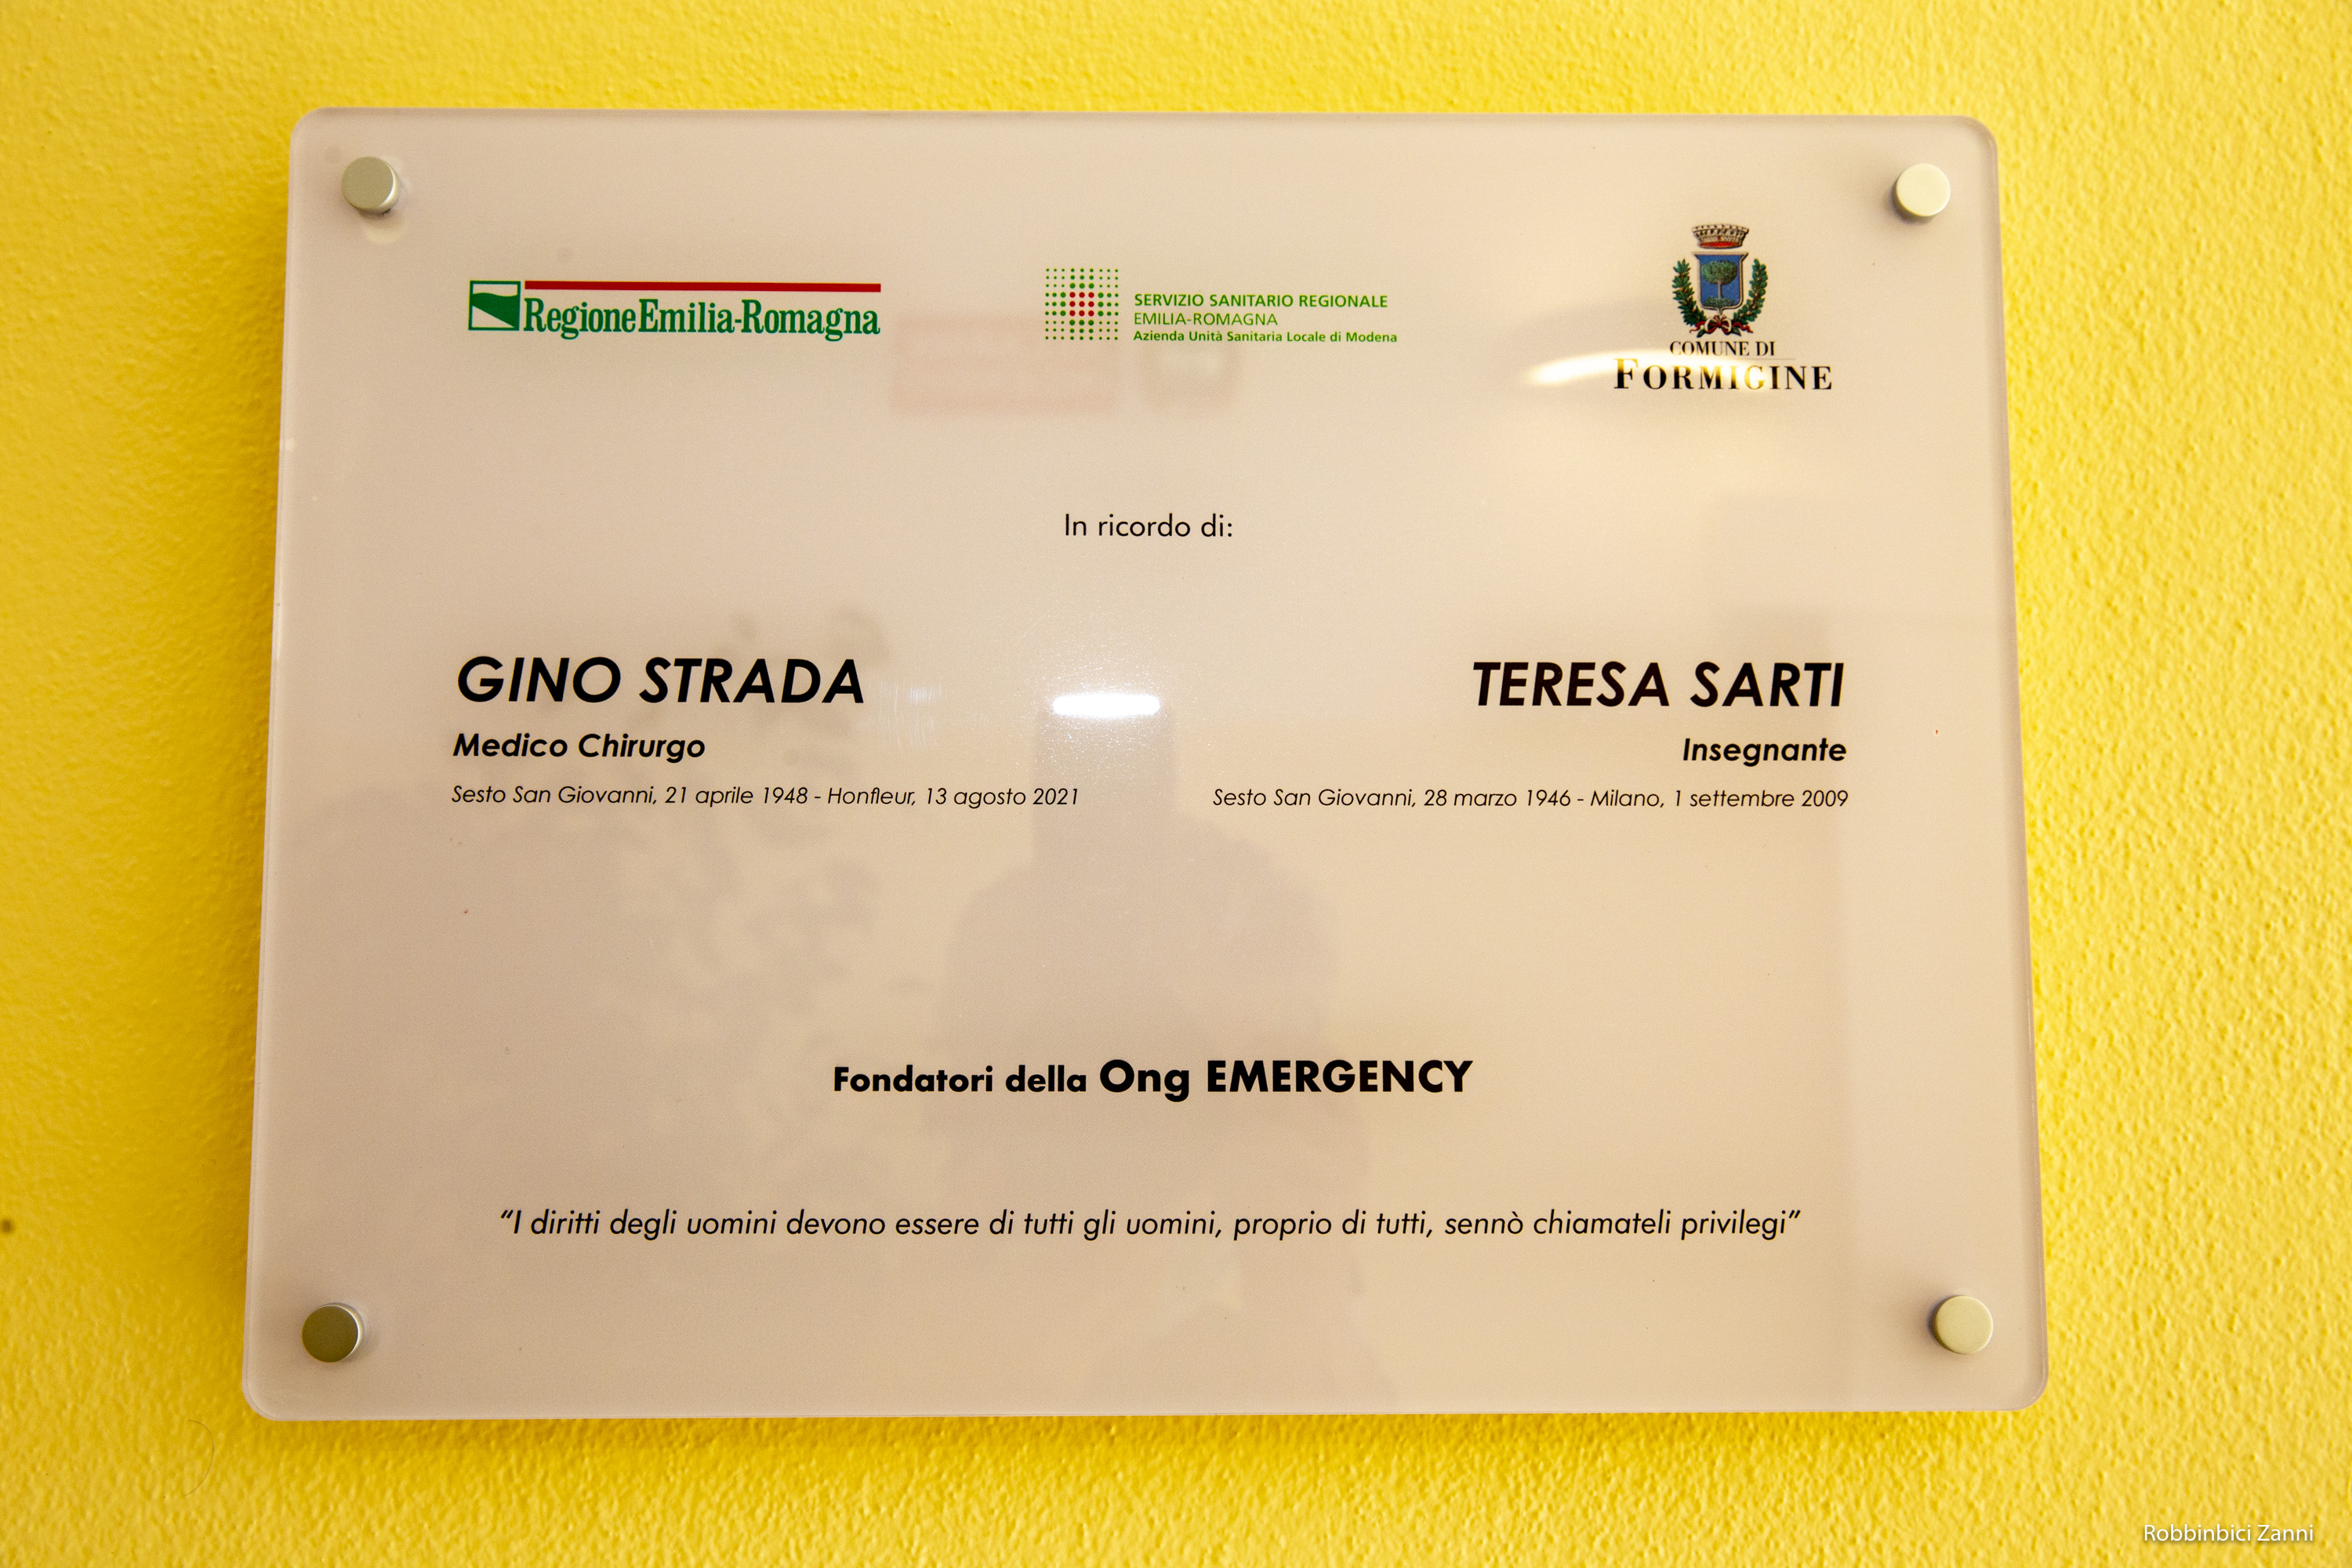 Regione Emilia-Romagna
SERVIZIO SANITARIO REGIONALE
EMILIA-ROMAGNA
Azienda Unità Sanitaria Locale di Modena
COMUNE DI
FORMIGINE
In ricordo di:
GINO STRADA
Medico Chirurgo
Sesto San Giovanni, 21 aprile 1948 - Honfleur, 13 agosto 2021
TERESA SARTI
Insegnante
Sesto San Giovanni, 28 marzo 1946 - Milano, 1 settembre 2009
Fondatori della Ong EMERGENCY
“I diritti degli uomini devono essere di tutti gli uomini, proprio di tutti, sennò chiamateli privilegi”
Robbinbici Zanni